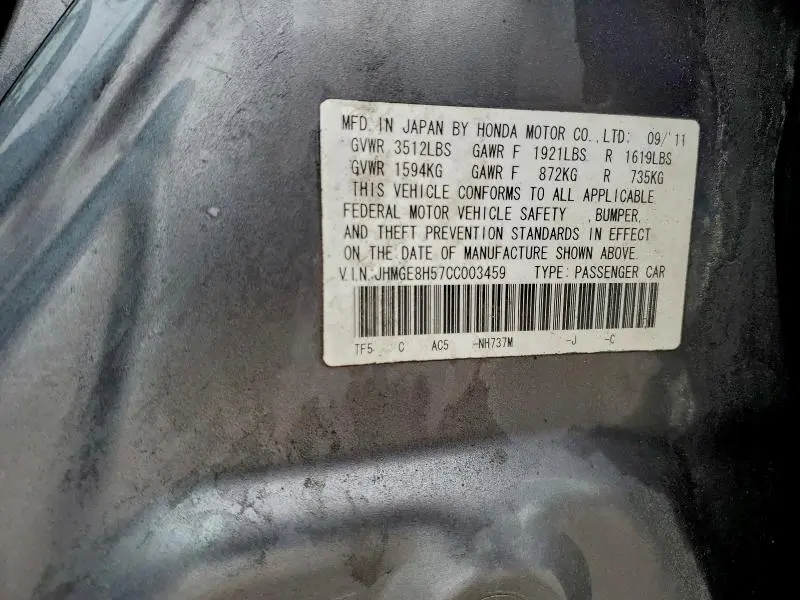 MFD. IN JAPAN BY HONDA MOTOR CO., LTD: 09/'11
GVWR 3512LBS GAWR F 1921LBS R 1619LBS
GVWR 1594KG GAWR F 872KG R 735KG
THIS VEHICLE CONFORMS TO ALL APPLICABLE
FEDERAL MOTOR VEHICLE SAFETY , BUMPER,
AND THEFT PREVENTION STANDARDS IN EFFECT
ON THE DATE OF MANUFACTURE SHOWN ABOVE.
V.I.N. JHMGE8H57CC003459 TYPE: PASSENGER CAR
TF5 C AC5 -NH737M -J -C